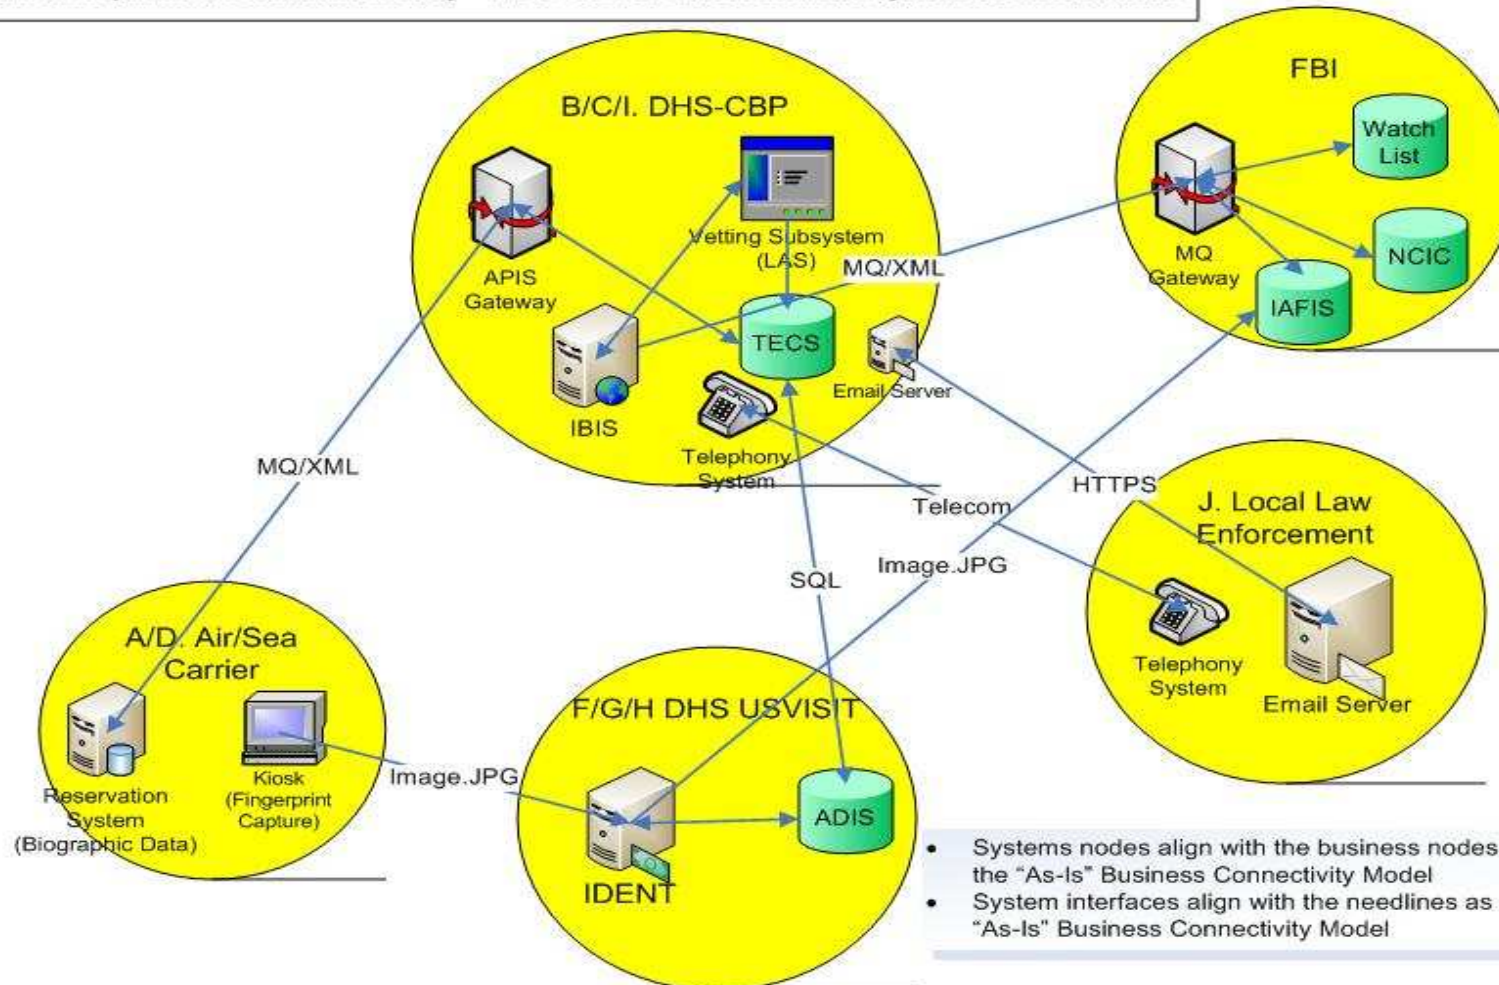 B/C/I. DHS-CBP
APIS
Gateway
Vetting Subsystem
(LAS)
MQ/XML
IBIS
TECS
Email Server
Telephony
System
FBI
Watch
List
MQ
Gateway
NCIC
IAFIS
MQ/XML
Telecom
HTTPS
SQL
Image.JPG
J. Local Law
Enforcement
Telephony
System
Email Server
A/D. Air/Sea
Carrier
Reservation
System
(Biographic Data)
Kiosk
(Fingerprint
Capture)
Image.JPG
F/G/H DHS USVISIT
IDENT
ADIS
• Systems nodes align with the business nodes
the “As-Is” Business Connectivity Model
• System interfaces align with the needlines as
“As-Is” Business Connectivity Model